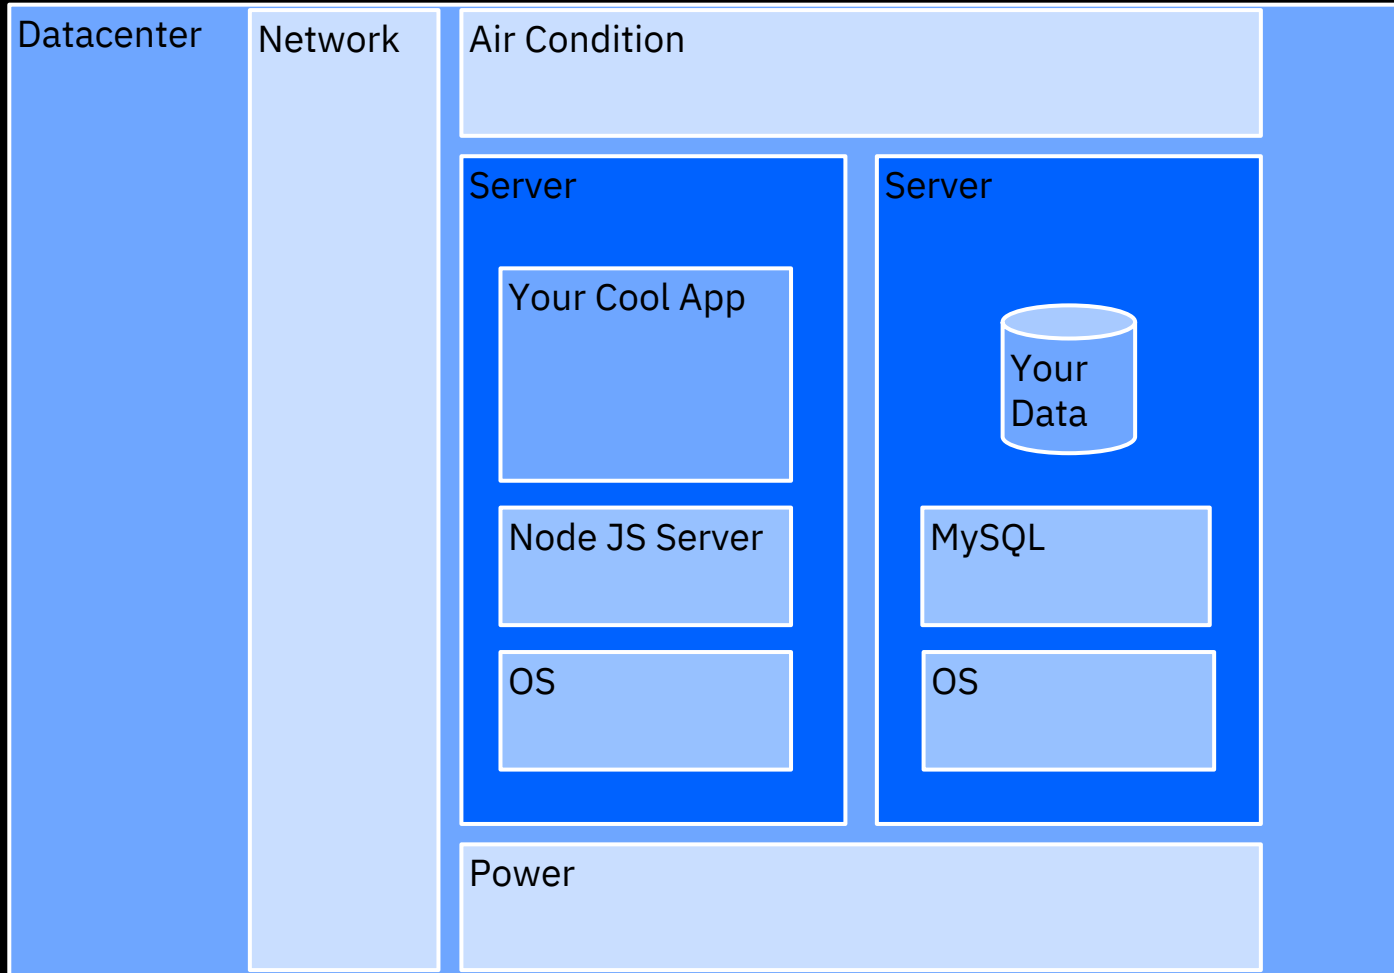 Datacenter
Network
Air Condition
Server
Your Cool App
Node JS Server
OS
Server
Your
Data
MySQL
OS
Power